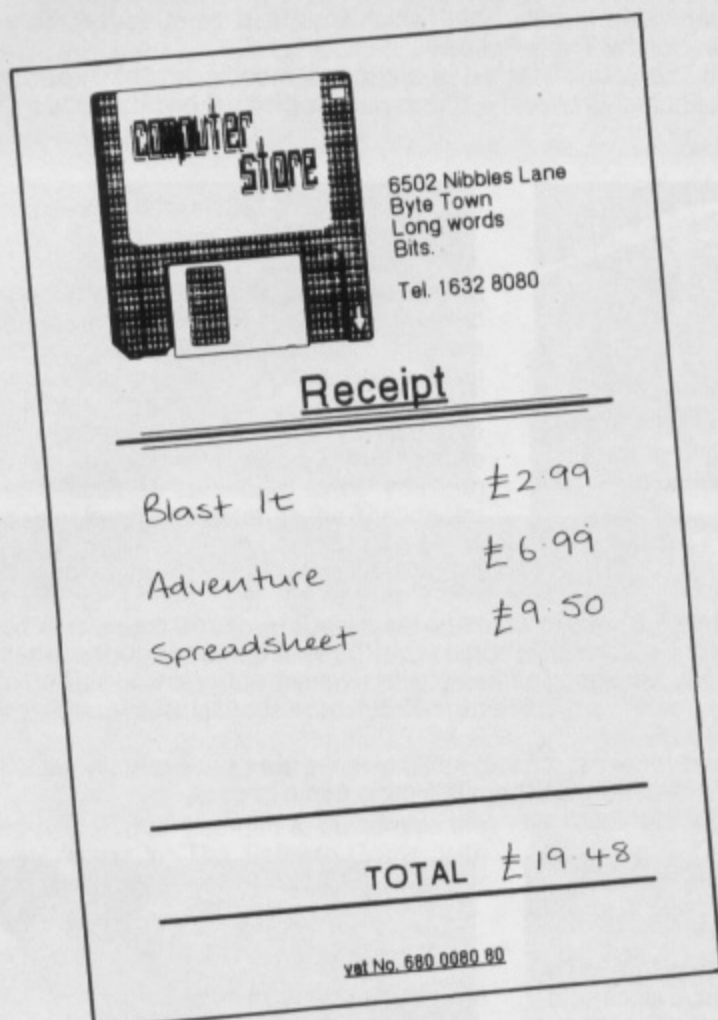 computer
store
6502 Nibbles Lane
Byte Town
Long words
Bits.
Tel. 1632 8080
Receipt
Blast It £2.99
Adventure £6.99
Spreadsheet £9.50
TOTAL £19.48
vat No. 680 0080 80